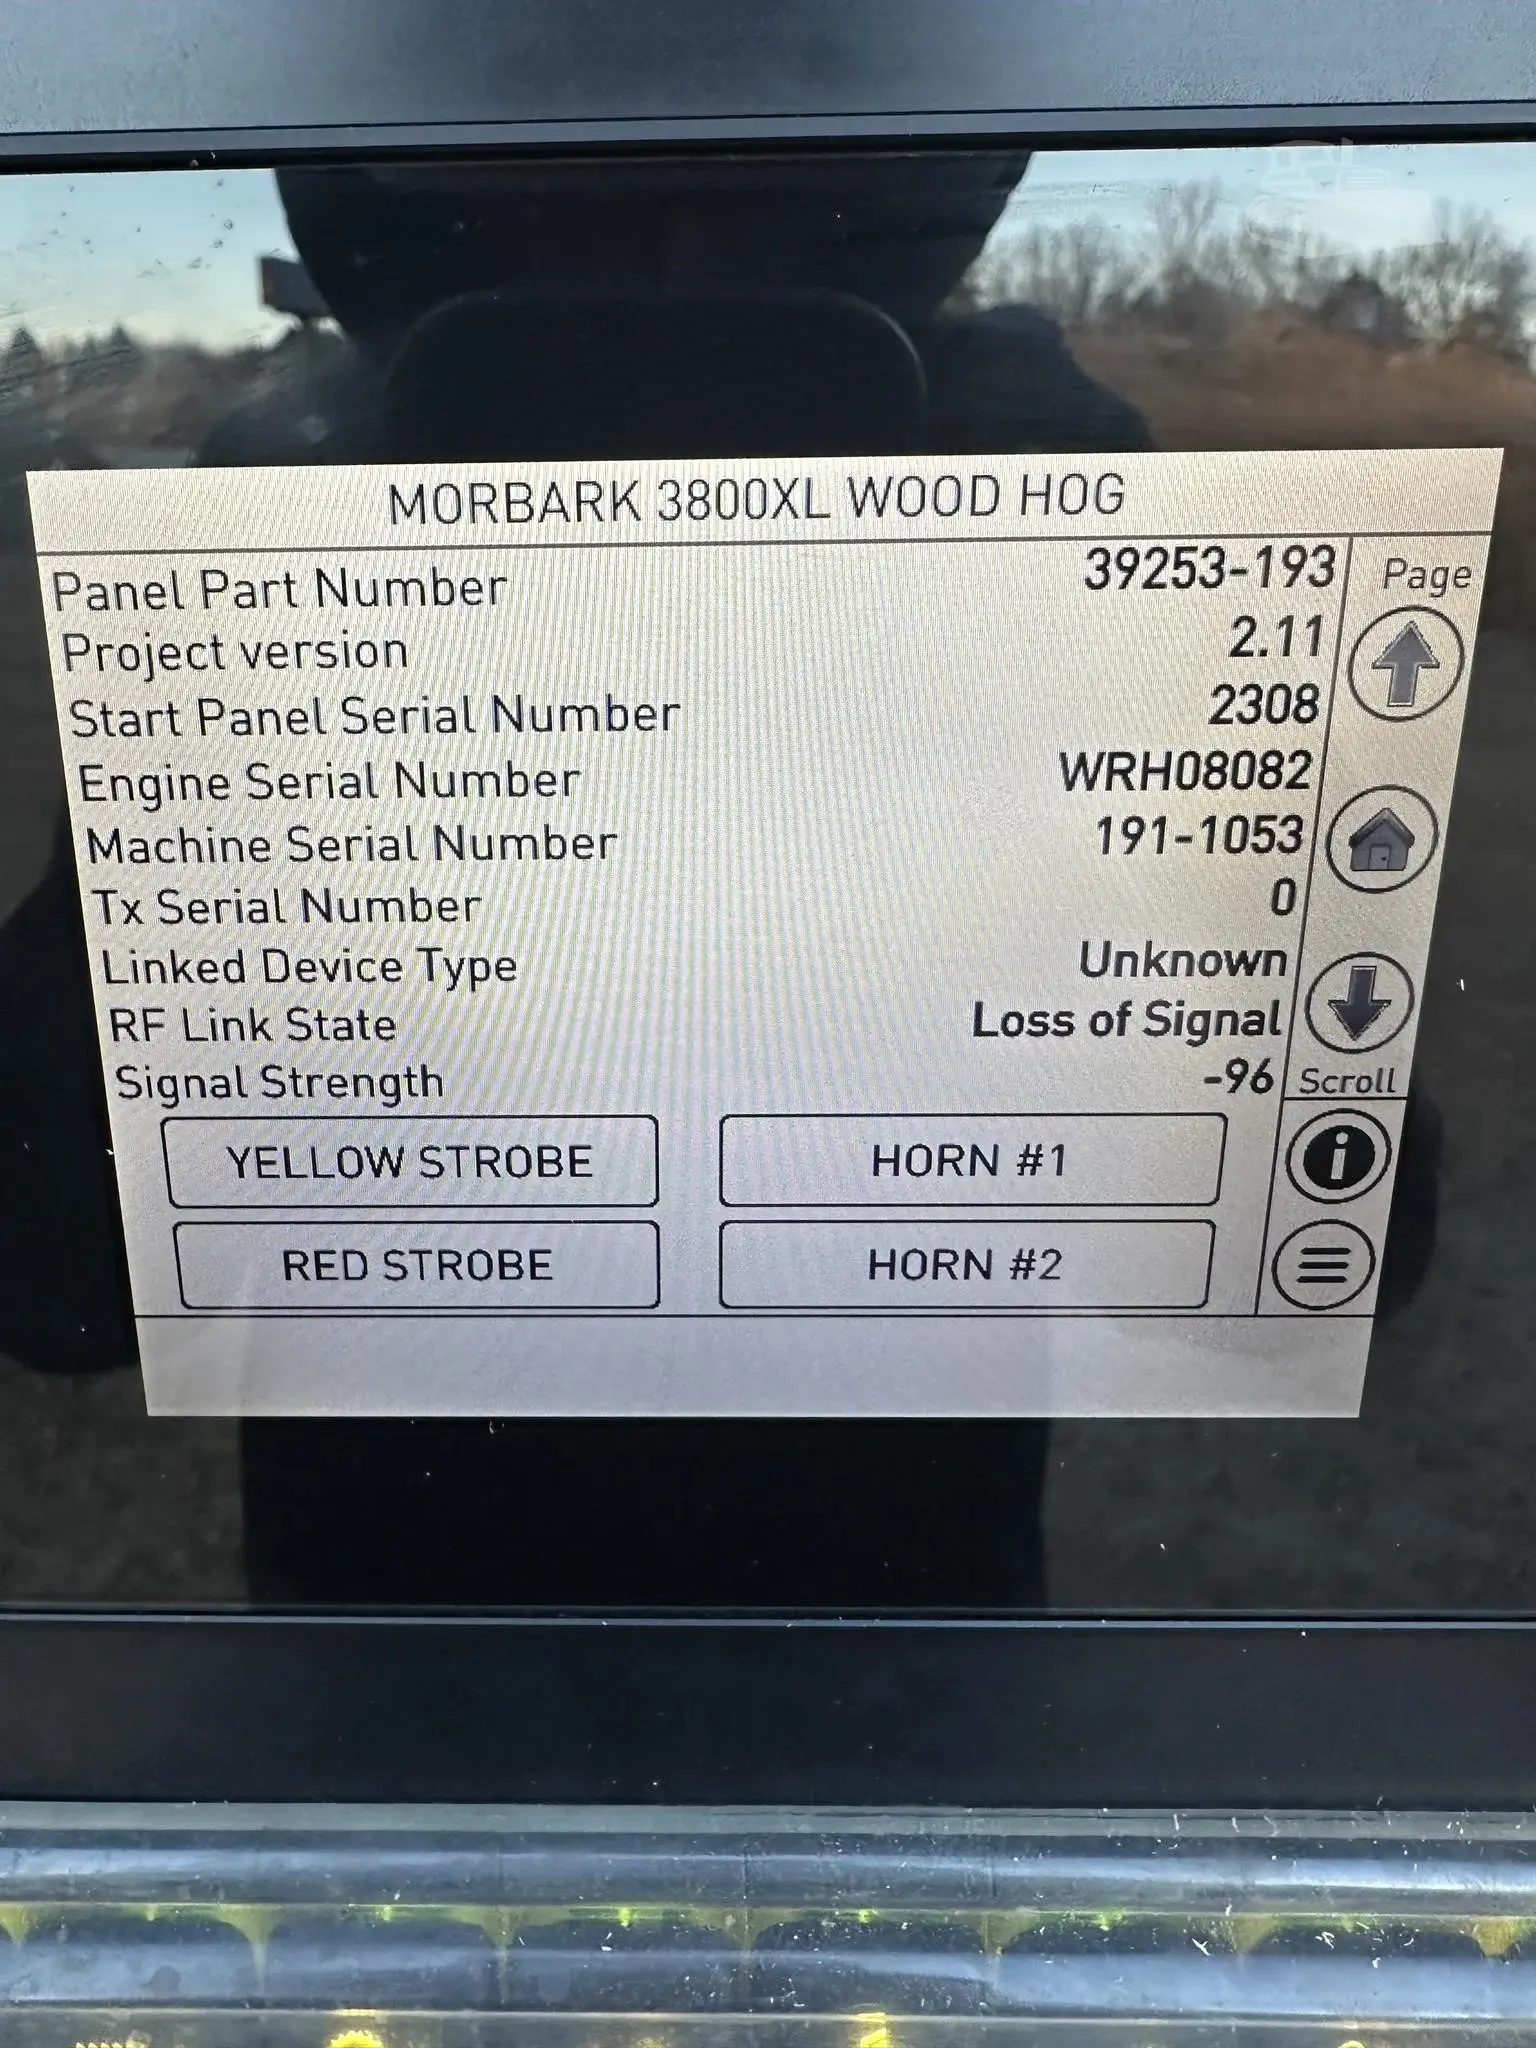 MORBARK 3800XL WOOD HOG
Panel Part Number 39253-193
Project version 2.11
Start Panel Serial Number 2308
Engine Serial Number WRH08082
Machine Serial Number 191-1053
Tx Serial Number 0
Linked Device Type Unknown
RF Link State Loss of Signal
Signal Strength -96
Page
Scroll
YELLOW STROBE HORN #1
RED STROBE HORN #2
i